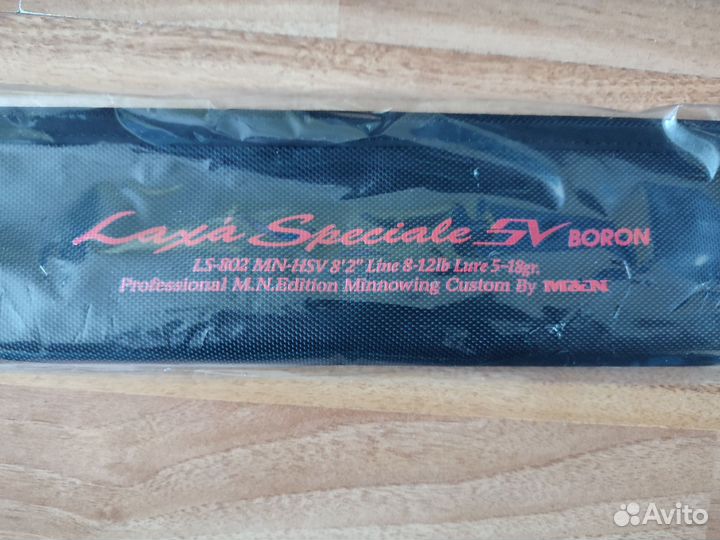 Laxá Speciale SV BORON
LS-802 MN-HSV 8'2" Line 8-12lb Lure 5-18gr.
Professional M.N.Edition Minnowing Custom By M&N
Avito